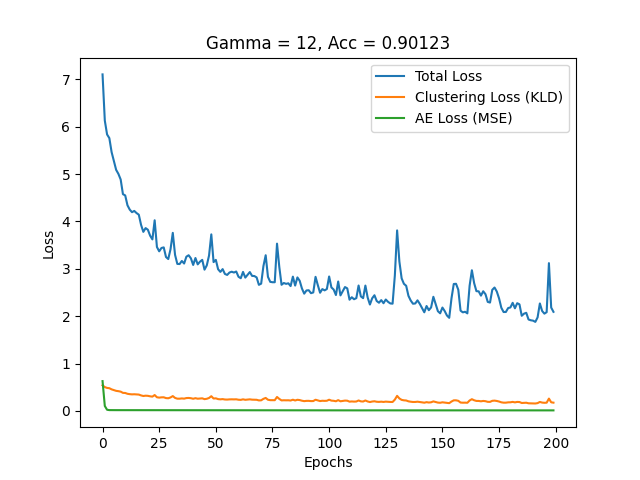 Gamma = 12, Acc = 0.90123
Total Loss
Clustering Loss (KLD)
AE Loss (MSE)
Loss
7
6
5
4
3
2
1
0
0 25 50 75 100 125 150 175 200
Epochs